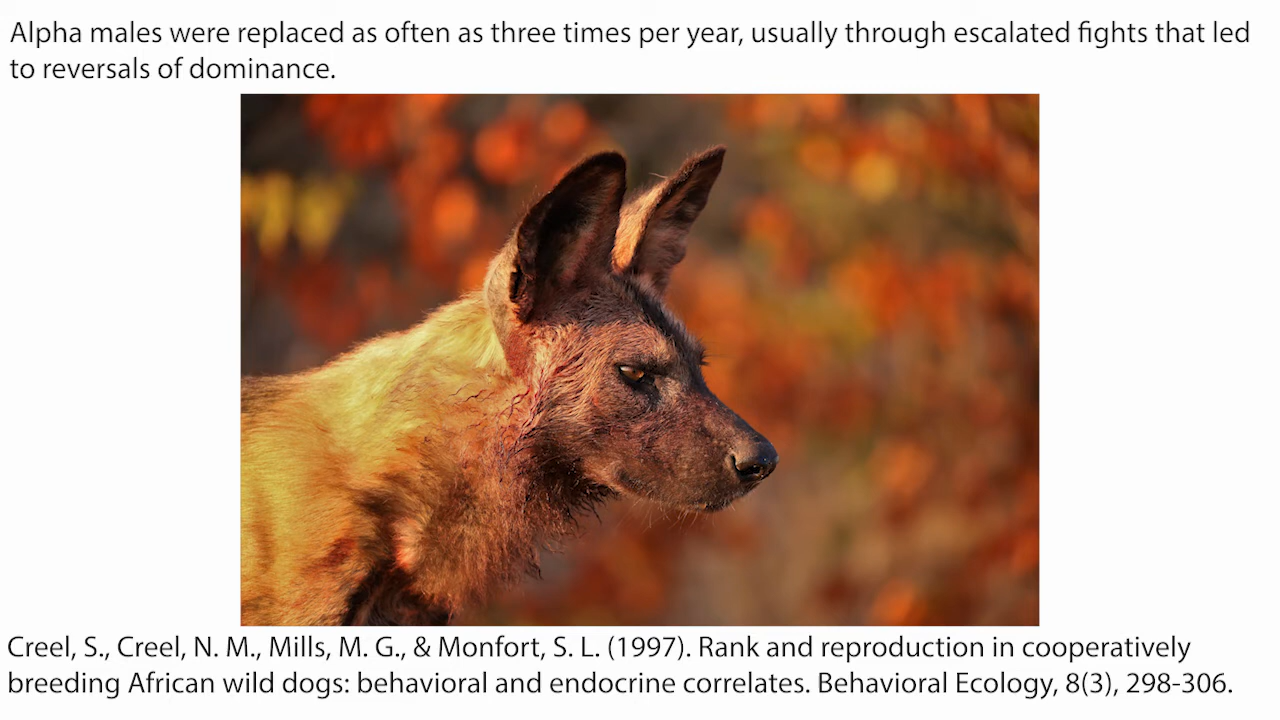 Alpha males were replaced as often as three times per year, usually through escalated fights that led
to reversals of dominance.
Creel, S., Creel, N. M., Mills, M. G., & Monfort, S. L. (1997). Rank and reproduction in cooperatively
breeding African wild dogs: behavioral and endocrine correlates. Behavioral Ecology, 8(3), 298-306.